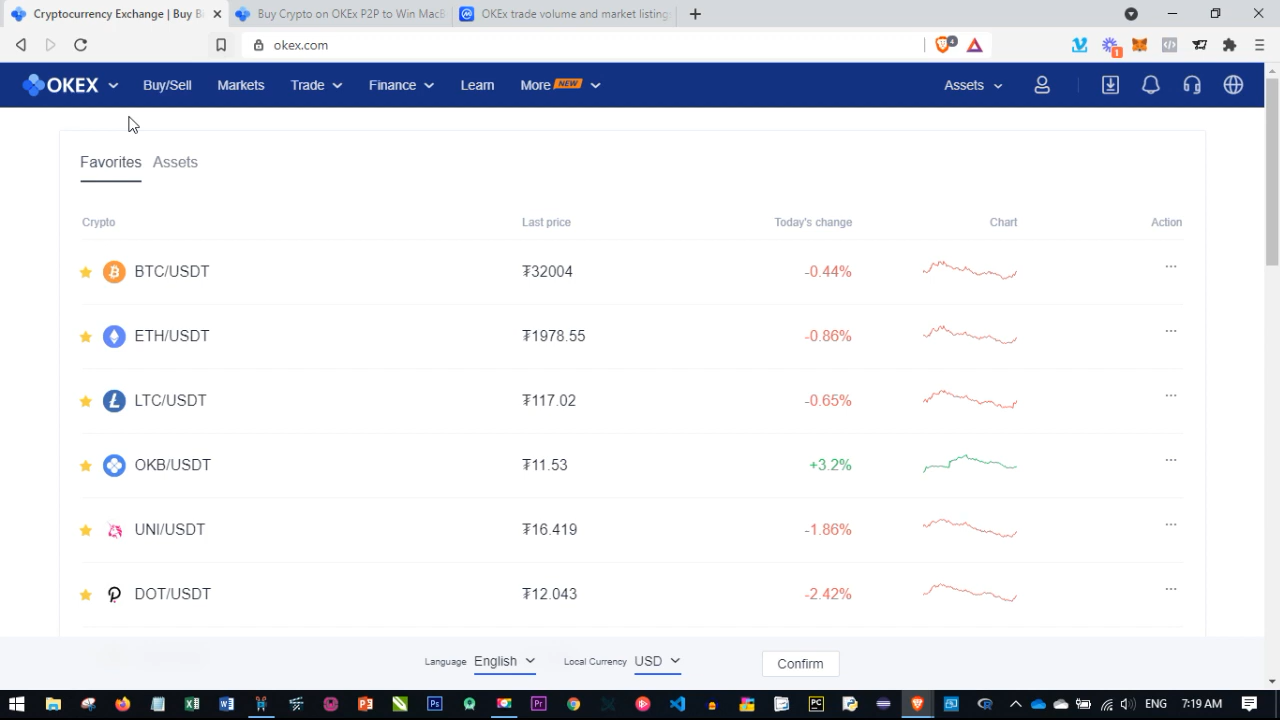 Cryptocurrency Exchange | Buy B
Buy Crypto on OKEx P2P to Win MacB
OKEx trade volume and market listing
okex.com
4
1
OKEX
Buy/Sell
Markets
Trade
Finance
Learn
More NEW
Assets
Favorites Assets
Crypto Last price Today's change Chart Action
BTC/USDT ₮32004 -0.44% ...
ETH/USDT ₮1978.55 -0.86% ...
LTC/USDT ₮117.02 -0.65% ...
OKB/USDT ₮11.53 +3.2% ...
UNI/USDT ₮16.419 -1.86% ...
DOT/USDT ₮12.043 -2.42% ...
Language English Local Currency USD Confirm
ENG 7:19 AM